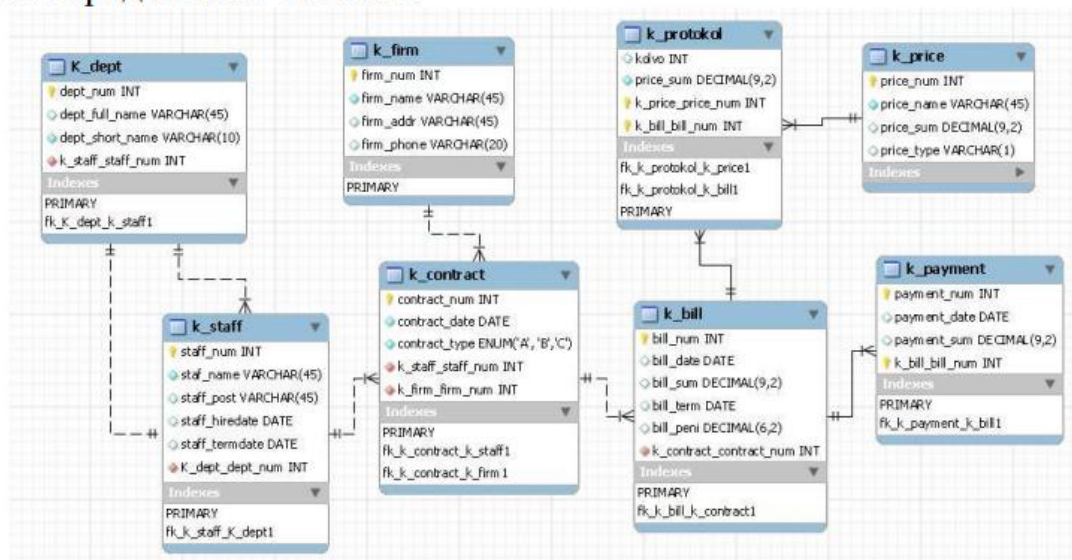 K_dept
dept_num INT
dept_full_name VARCHAR(45)
dept_short_name VARCHAR(10)
k_staff_staff_num INT
Indexes
PRIMARY
fk_K_dept_k_staff1
k_firm
firm_num INT
firm_name VARCHAR(45)
firm_addr VARCHAR(45)
firm_phone VARCHAR(20)
Indexes
PRIMARY
k_protokol
kolvo INT
price_sum DECIMAL(9,2)
k_price_price_num INT
k_bill_bill_num INT
Indexes
fk_k_protokol_k_price1
fk_k_protokol_k_bill1
PRIMARY
k_price
price_num INT
price_name VARCHAR(45)
price_sum DECIMAL(9,2)
price_type VARCHAR(1)
Indexes
k_staff
staff_num INT
staf_name VARCHAR(45)
staff_post VARCHAR(45)
staff_hiredate DATE
staff_termdate DATE
K_dept_dept_num INT
Indexes
PRIMARY
fk_k_staff_K_dept1
k_contract
contract_num INT
contract_date DATE
contract_type ENUM('A', 'B','C')
k_staff_staff_num INT
k_firm_firm_num INT
Indexes
PRIMARY
fk_k_contract_k_staff1
fk_k_contract_k_firm1
k_bill
bill_num INT
bill_date DATE
bill_sum DECIMAL(9,2)
bill_term DATE
bill_peni DECIMAL(6,2)
k_contract_contract_num INT
Indexes
PRIMARY
fk_k_bill_k_contract1
k_payment
payment_num INT
payment_date DATE
payment_sum DECIMAL(9,2)
k_bill_bill_num INT
Indexes
PRIMARY
fk_k_payment_k_bill1